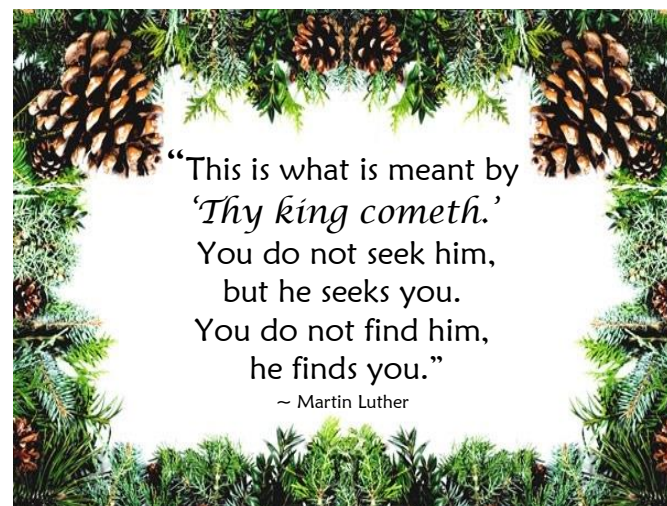 “This is what is meant by
‘Thy king cometh.’
You do not seek him,
but he seeks you.
You do not find him,
he finds you.”
~ Martin Luther